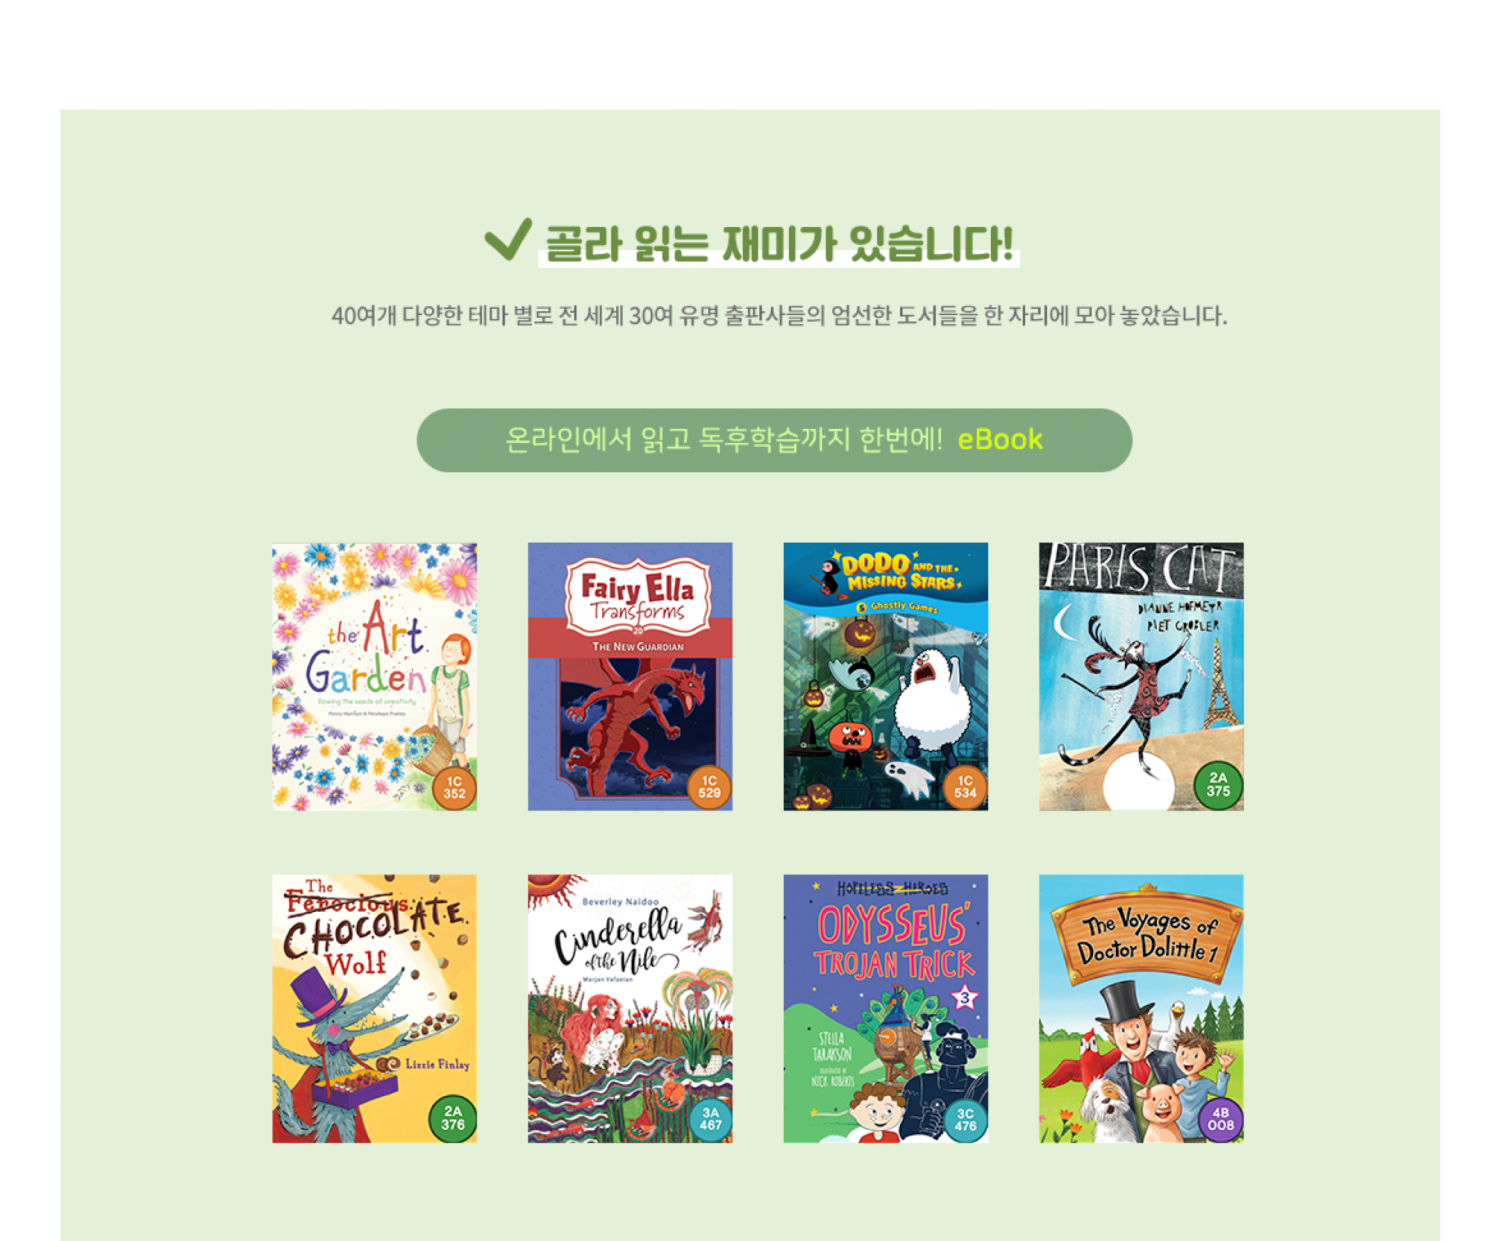 골라 읽는 재미가 있습니다!
40여개 다양한 테마 별로 전 세계 30여 유명 출판사들의 엄선한 도서들을 한 자리에 모아 놓았습니다.
온라인에서 읽고 독후학습까지 한번에! eBook
the Art
Garden
Sowing the seeds of creativity
Penny Harrison & Penelope Pratley
1C
352
Fairy Ella
Transforms
20
THE NEW GUARDIAN
1C
529
DODO AND THE
MISSING STARS
Ghostly Games
1C
534
PARIS CAT
DIANNE HOFMEYR
PIET GROBLER
2A
375
The
Ferocious
CHOCOLATE
Wolf
Lizzie Finlay
2A
376
Beverley Naidoo
Cinderella
of the Nile
Marjan Vafaeian
3A
467
HOPELESS HEROES
ODYSSEUS'
TROJAN TRICK
3
STELLA
TARAKSON
ILLUSTRATED BY
NICK ROBERTS
3C
476
The Voyages of
Doctor Dolittle 1
4B
008